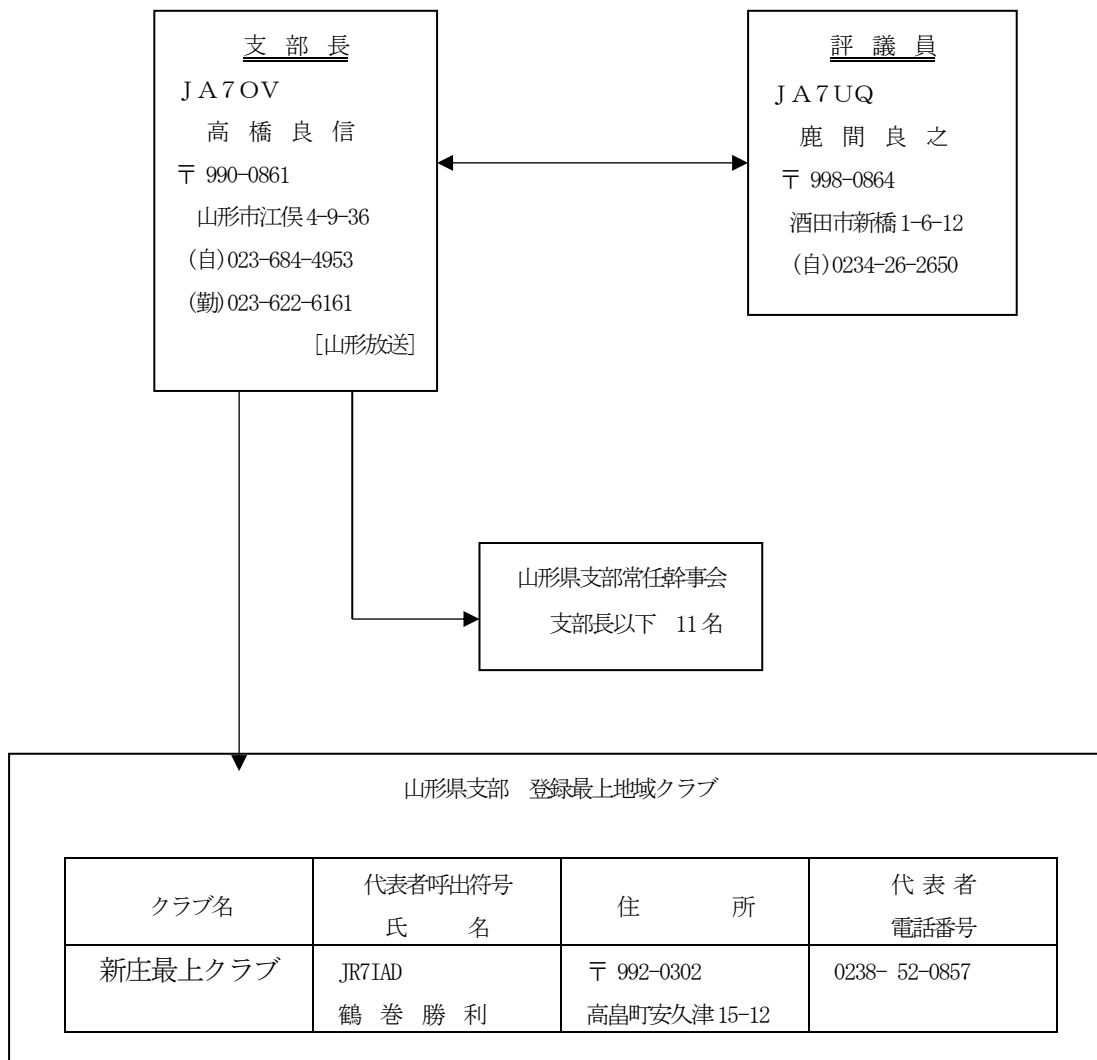 支部長
JA7OV
高橋良信
〒 990-0861
山形市江俣 4-9-36
(自)023-684-4953
(勤)023-622-6161
[山形放送]
評議員
JA7UQ
鹿間良之
〒 998-0864
酒田市新橋 1-6-12
(自)0234-26-2650
山形県支部常任幹事会
支部長以下 11 名
山形県支部 登録最上地域クラブ
クラブ名
代表者呼出符号
氏 名
住 所
代表者
電話番号
新庄最上クラブ
JR7IAD
鶴巻勝利
〒 992-0302
高畠町安久津 15-12
0238- 52-0857